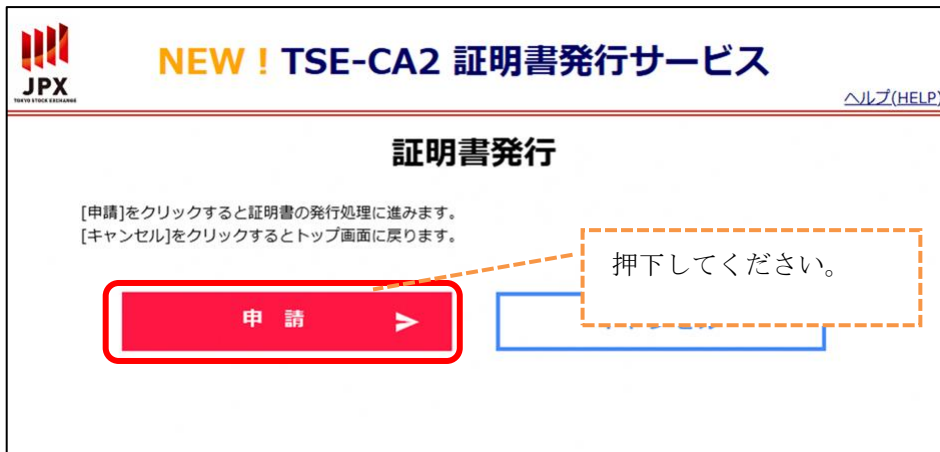 JPX
TOKYO STOCK EXCHANGE
NEW！TSE-CA2 証明書発行サービス
ヘルプ(HELP)
証明書発行
[申請]をクリックすると証明書の発行処理に進みます。
[キャンセル]をクリックするとトップ画面に戻ります。
押下してください。
申 請